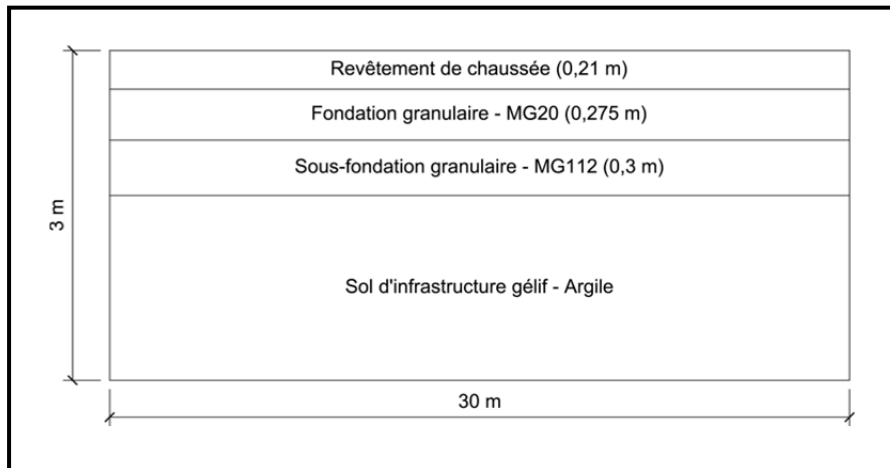 Revêtement de chaussée (0,21 m)
Fondation granulaire - MG20 (0,275 m)
Sous-fondation granulaire - MG112 (0,3 m)
3 m
Sol d'infrastructure gélif - Argile
30 m